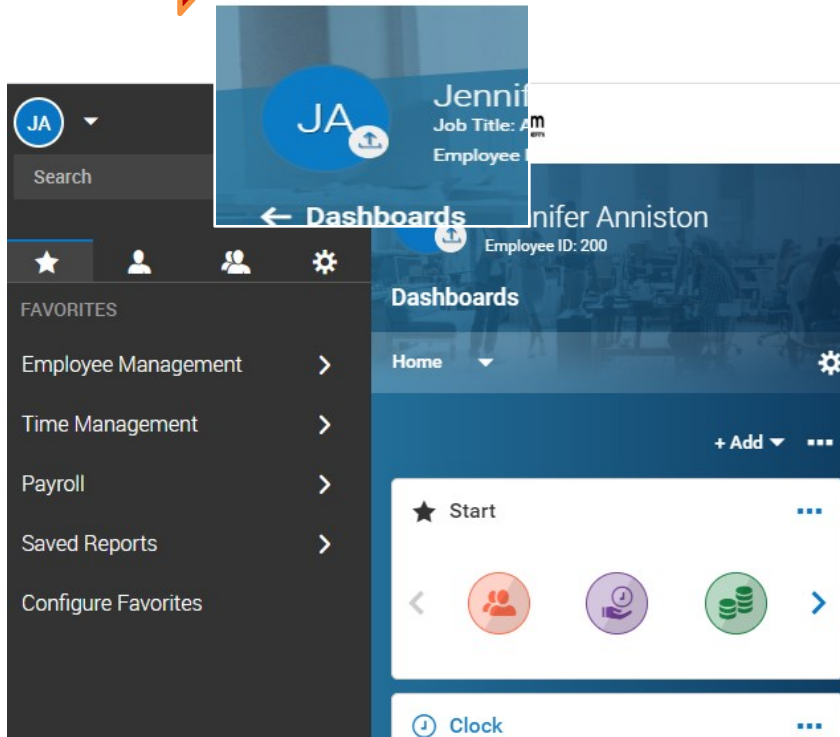 JA
Jennif
Job Title: A
Employee I
← Dashboards
m
JA
Search
nifer Anniston
Employee ID: 200
Dashboards
FAVORITES
Home
Employee Management
Time Management
+ Add
Payroll
Start
Saved Reports
Configure Favorites
Clock